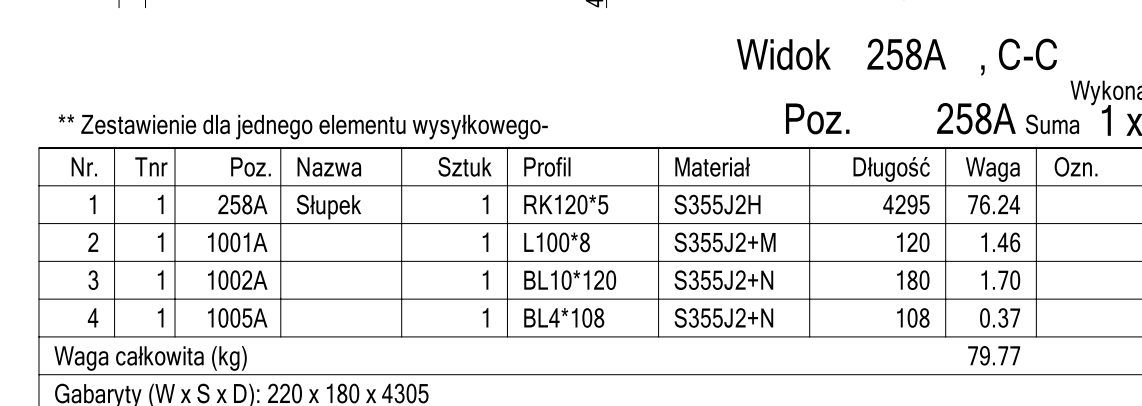 4
Widok 258A , C-C
Wykona
** Zestawienie dla jednego elementu wysyłkowego-
Poz. 258A Suma 1 x
Nr. Tnr Poz. Nazwa Sztuk Profil Materiał Długość Waga Ozn.
1 1 258A Słupek 1 RK120*5 S355J2H 4295 76.24
2 1 1001A 1 L100*8 S355J2+M 120 1.46
3 1 1002A 1 BL10*120 S355J2+N 180 1.70
4 1 1005A 1 BL4*108 S355J2+N 108 0.37
Waga całkowita (kg) 79.77
Gabaryty (W x S x D): 220 x 180 x 4305